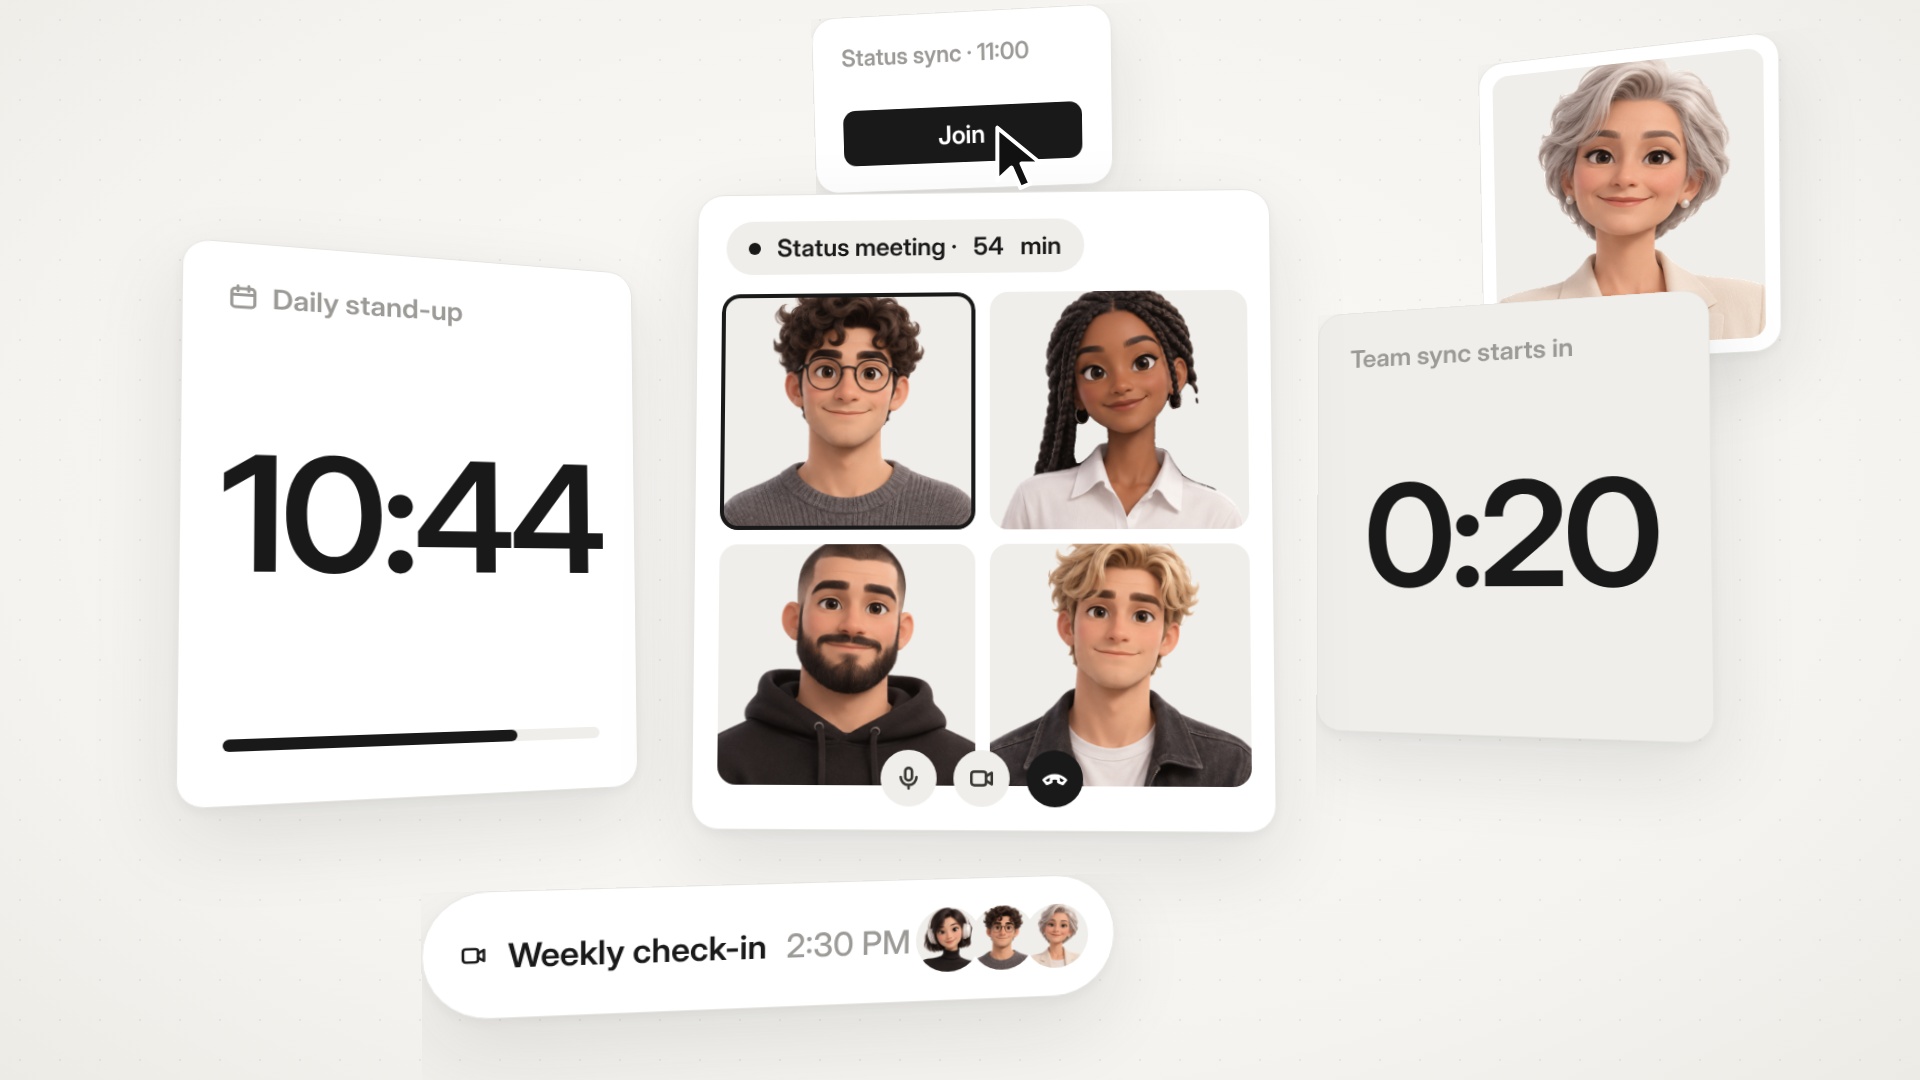 Status sync · 11:00
Join
Daily stand-up
10:44
Status meeting · 54 min
Team sync starts in
0:20
Weekly check-in 2:30 PM